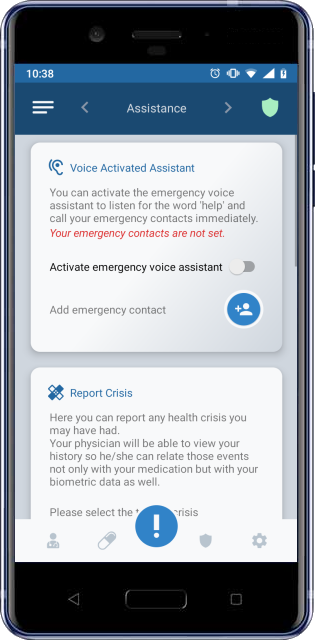 10:38
Assistance
Voice Activated Assistant
You can activate the emergency voice
assistant to listen for the word 'help' and
call your emergency contacts immediately.
Your emergency contacts are not set.
Activate emergency voice assistant
Add emergency contact
Report Crisis
Here you can report any health crisis you
may have had.
Your physician will be able to view your
history so he/she can relate those events
not only with your medication but with your
biometric data as well.
Please select the t crisis